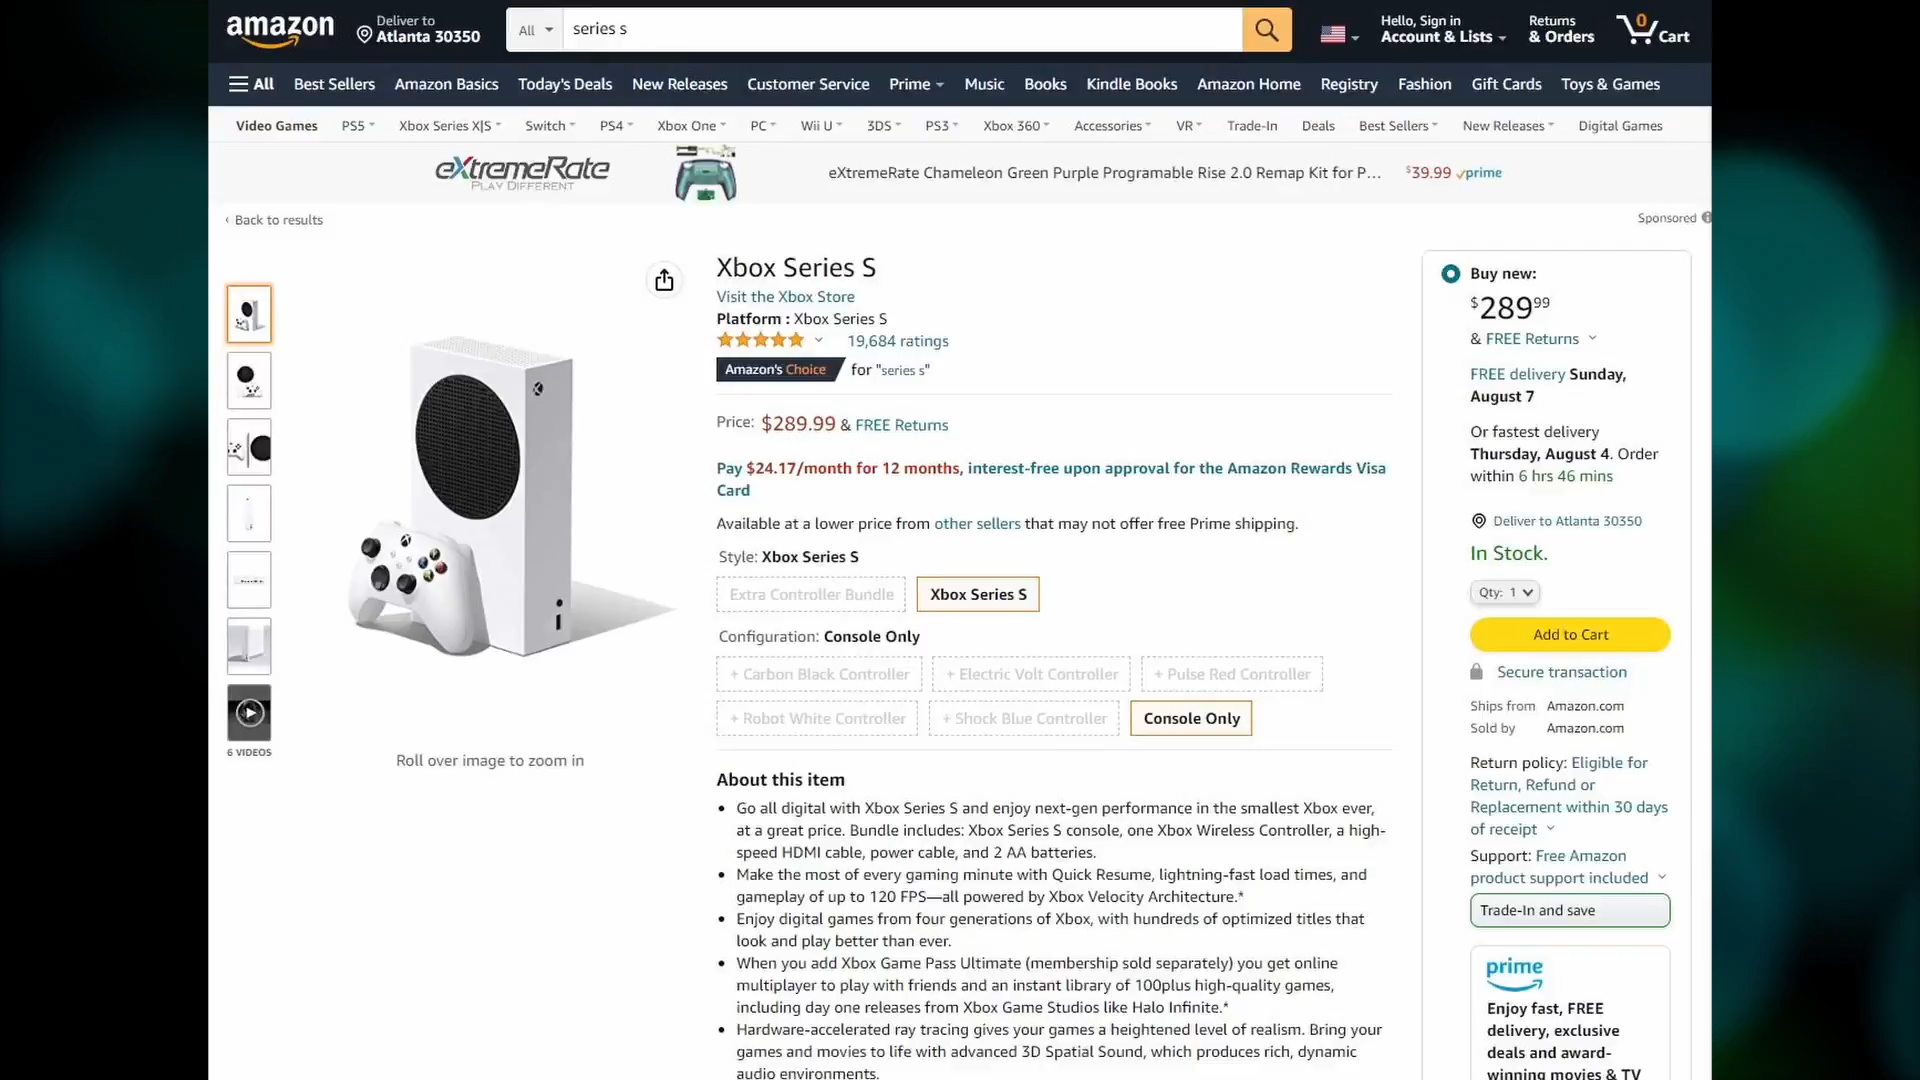 amazon
Deliver to
Atlanta 30350
All
series s
Hello, Sign in
Account & Lists
Returns
& Orders
0
Cart
All
Best Sellers
Amazon Basics
Today's Deals
New Releases
Customer Service
Prime
Music
Books
Kindle Books
Amazon Home
Registry
Fashion
Gift Cards
Toys & Games
Video Games
PS5
Xbox Series X|S
Switch
PS4
Xbox One
PC
Wii U
3DS
PS3
Xbox 360
Accessories
VR
Trade-In
Deals
Best Sellers
New Releases
Digital Games
eXtremeRate
PLAY DIFFERENT
eXtremeRate Chameleon Green Purple Programable Rise 2.0 Remap Kit for P...
$39.99 prime
‹ Back to results
Sponsored
Xbox Series S
Visit the Xbox Store
Platform : Xbox Series S
19,684 ratings
Amazon's Choice for "series s"
Price: $289.99 & FREE Returns
Pay $24.17/month for 12 months, interest-free upon approval for the Amazon Rewards Visa
Card
Available at a lower price from other sellers that may not offer free Prime shipping.
Style: Xbox Series S
Extra Controller Bundle
Xbox Series S
Configuration: Console Only
+ Carbon Black Controller
+ Electric Volt Controller
+ Pulse Red Controller
+ Robot White Controller
+ Shock Blue Controller
Console Only
6 VIDEOS
Roll over image to zoom in
About this item
• Go all digital with Xbox Series S and enjoy next-gen performance in the smallest Xbox ever,
at a great price. Bundle includes: Xbox Series S console, one Xbox Wireless Controller, a high-
speed HDMI cable, power cable, and 2 AA batteries.
• Make the most of every gaming minute with Quick Resume, lightning-fast load times, and
gameplay of up to 120 FPS—all powered by Xbox Velocity Architecture.*
• Enjoy digital games from four generations of Xbox, with hundreds of optimized titles that
look and play better than ever.
• When you add Xbox Game Pass Ultimate (membership sold separately) you get online
multiplayer to play with friends and an instant library of 100plus high-quality games,
including day one releases from Xbox Game Studios like Halo Infinite.*
• Hardware-accelerated ray tracing gives your games a heightened level of realism. Bring your
games and movies to life with advanced 3D Spatial Sound, which produces rich, dynamic
audio environments.
Buy new:
$289.99
& FREE Returns
FREE delivery Sunday,
August 7
Or fastest delivery
Thursday, August 4. Order
within 6 hrs 46 mins
Deliver to Atlanta 30350
In Stock.
Qty: 1
Add to Cart
Secure transaction
Ships from Amazon.com
Sold by Amazon.com
Return policy: Eligible for
Return, Refund or
Replacement within 30 days
of receipt
Support: Free Amazon
product support included
Trade-In and save
prime
Enjoy fast, FREE
delivery, exclusive
deals and award-
winning movies & TV